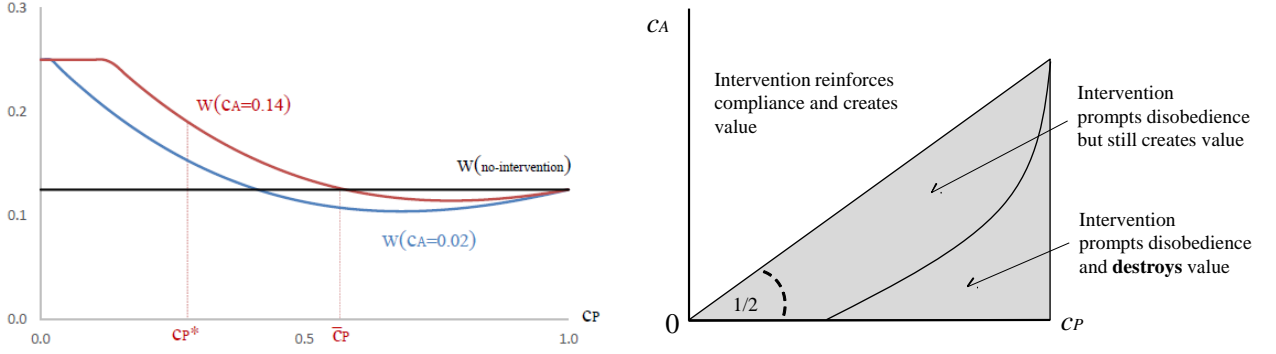 0.3
0.2
0.1
0.0
W(cA=0.14)
W(no-intervention)
W(cA=0.02)
cP
0.0
cP*
0.5
c̅P
1.0
cA
Intervention reinforces
compliance and creates
value
Intervention
prompts disobedience
but still creates value
Intervention
prompts disobedience
and destroys value
1/2
0
cP